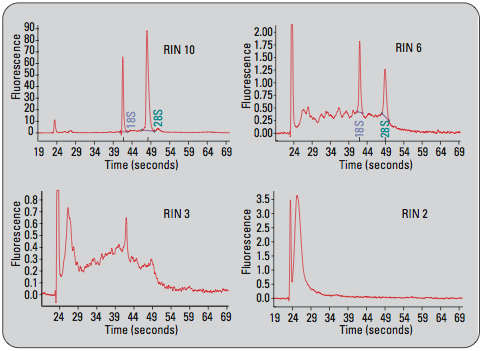 90
80
70
60
50
40
30
20
10
0
Fluorescence
RIN 10
18S
28S
19 24 29 34 39 44 49 54 59 64 69
Time (seconds)
2.00
1.75
1.50
1.25
1.00
0.75
0.50
0.25
0.00
Fluorescence
RIN 6
18S
28S
24 29 34 39 44 49 54 59 64 69
Time (seconds)
0.8
0.7
0.6
0.5
0.4
0.3
0.2
0.1
0.0
Fluorescence
RIN 3
24 29 34 39 44 49 54 59 64 69
Time (seconds)
3.5
3.0
2.5
2.0
1.5
1.0
0.5
0.0
Fluorescence
RIN 2
19 24 29 34 39 44 49 54 59 64 69
Time (seconds)